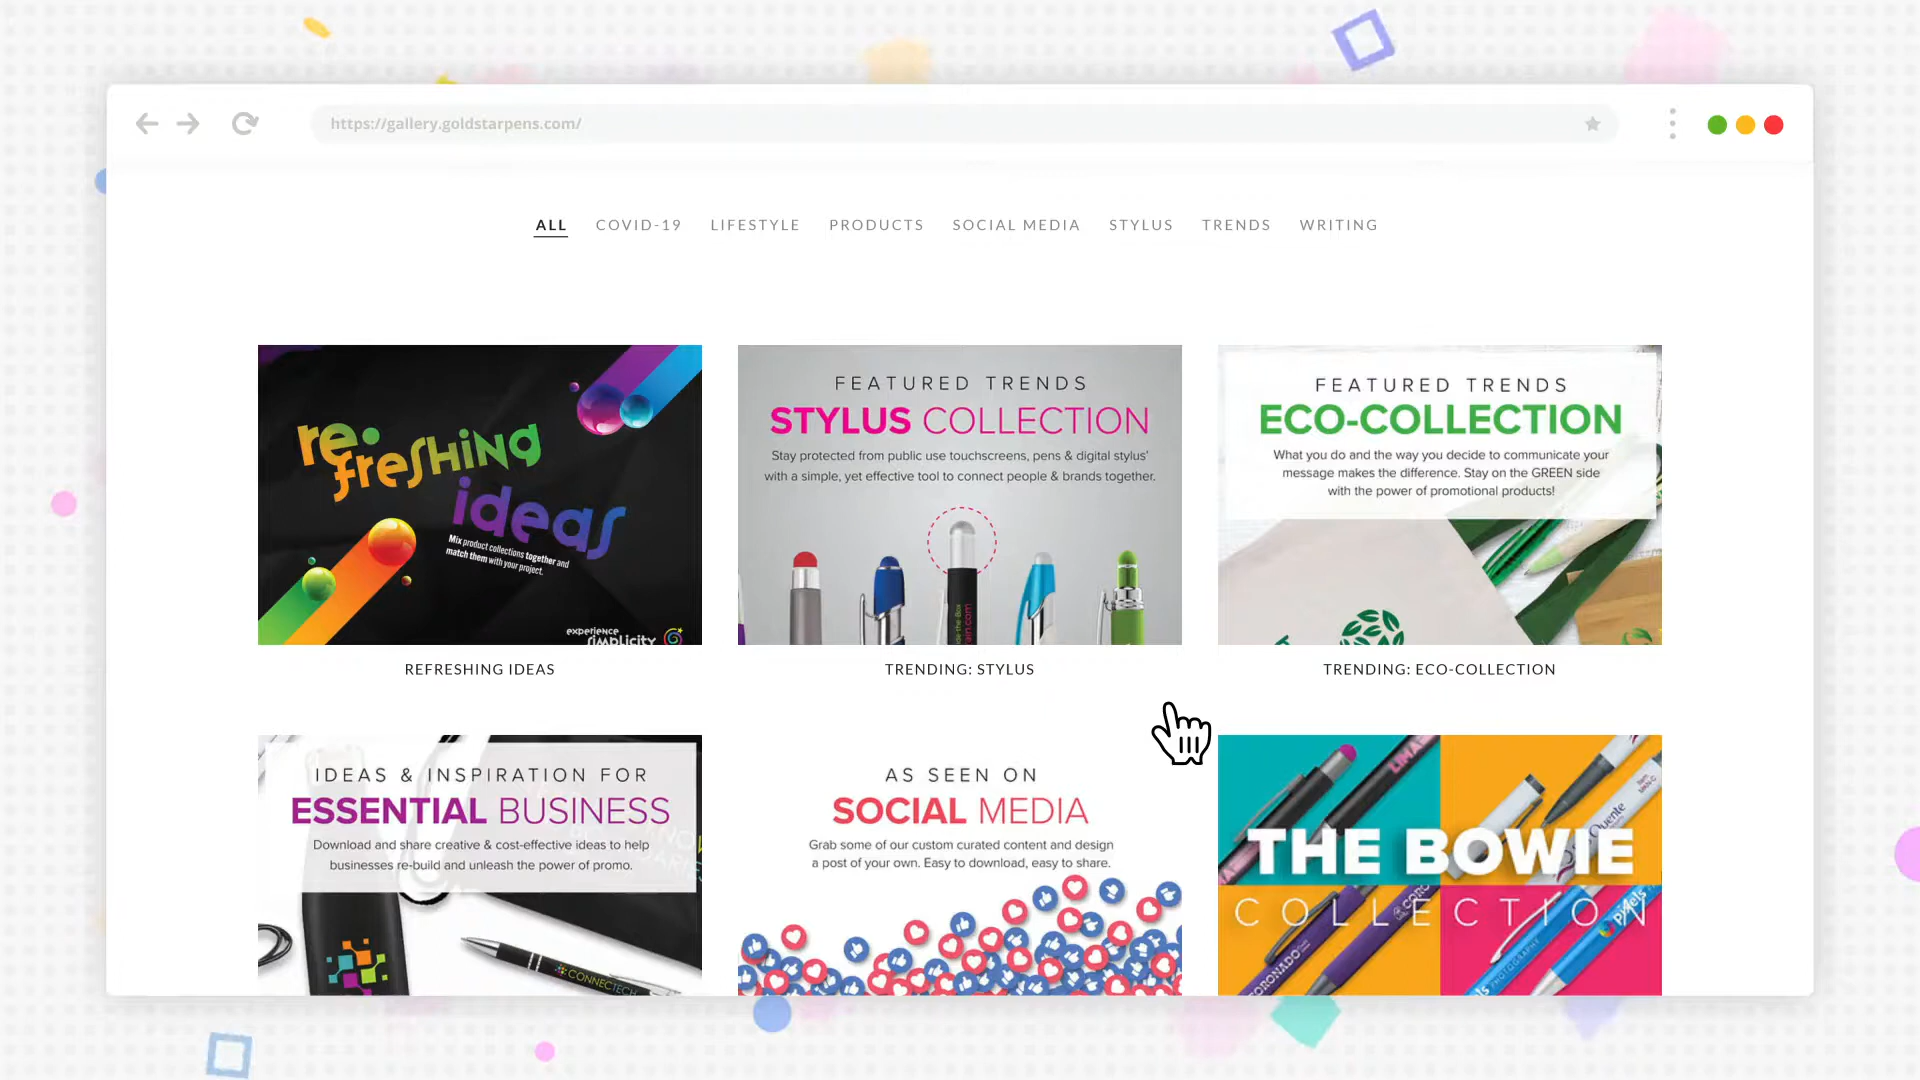 https://gallery.goldstarpens.com/
ALL COVID-19 LIFESTYLE PRODUCTS SOCIAL MEDIA STYLUS TRENDS WRITING
re.
freshing
ideas
Mix product collections together and
match them with your project.
experience
simplicity
REFRESHING IDEAS
FEATURED TRENDS
STYLUS COLLECTION
Stay protected from public use touchscreens, pens & digital stylus'
with a simple, yet effective tool to connect people & brands together.
TRENDING: STYLUS
FEATURED TRENDS
ECO-COLLECTION
What you do and the way you decide to communicate your
message makes the difference. Stay on the GREEN side
with the power of promotional products!
TRENDING: ECO-COLLECTION
IDEAS & INSPIRATION FOR
ESSENTIAL BUSINESS
Download and share creative & cost-effective ideas to help
businesses re-build and unleash the power of promo.
CONNECTECH
AS SEEN ON
SOCIAL MEDIA
Grab some of our custom curated content and design
a post of your own. Easy to download, easy to share.
THE BOWIE
COLLECTION
LIMA
Quente
CORONADO
PHOTOGRAPHY
pixels